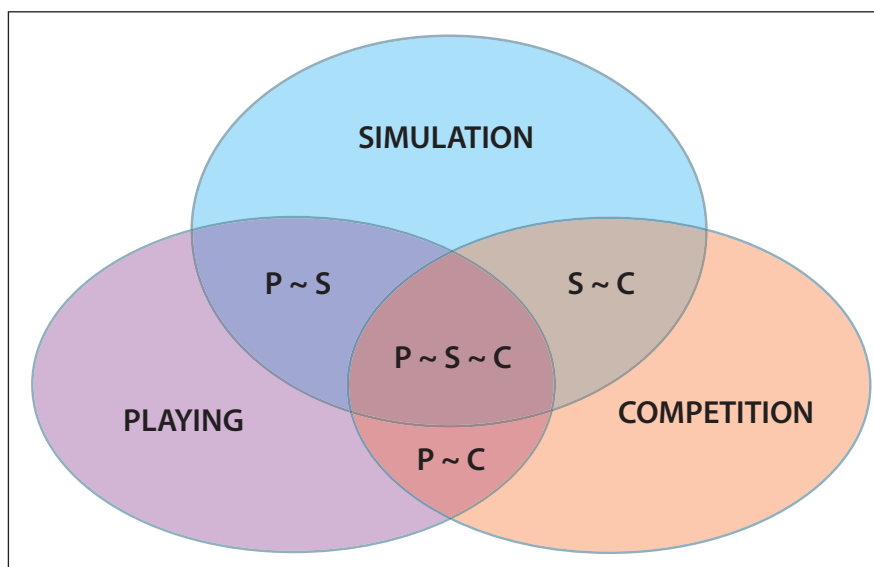 SIMULATION
P ~ S
S ~ C
P ~ S ~ C
PLAYING
COMPETITION
P ~ C